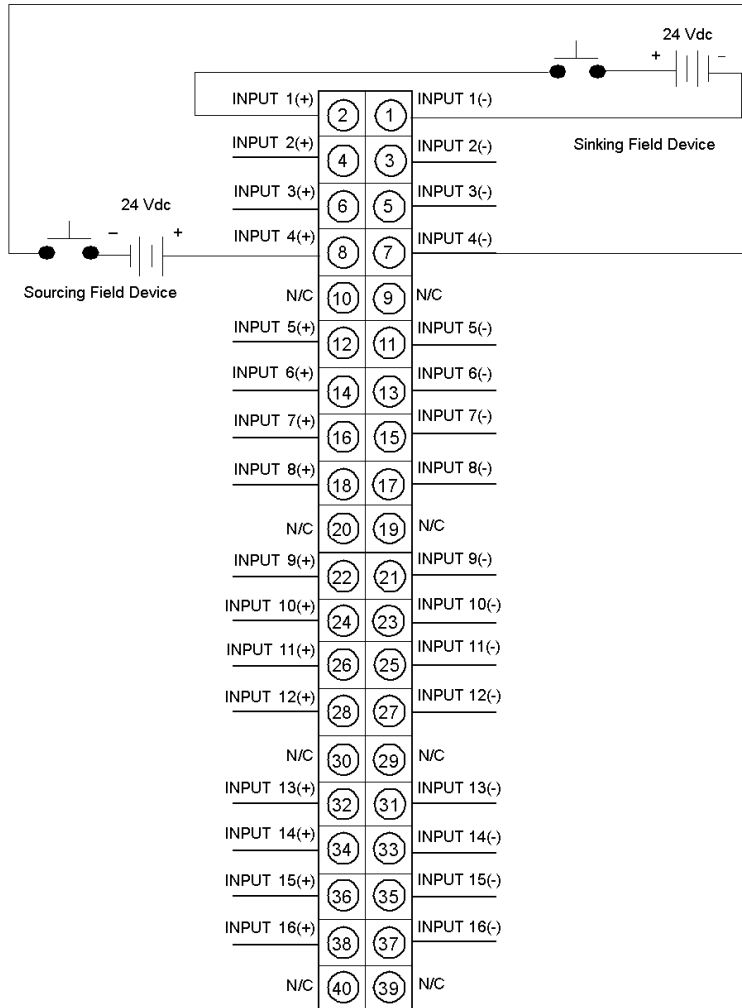 24 Vdc
+ −
INPUT 1(+) 2 1 INPUT 1(-)
Sinking Field Device
INPUT 2(+) 4 3 INPUT 2(-)
INPUT 3(+) 6 5 INPUT 3(-)
24 Vdc
− +
INPUT 4(+) 8 7 INPUT 4(-)
Sourcing Field Device
N/C 10 9 N/C
INPUT 5(+) 12 11 INPUT 5(-)
INPUT 6(+) 14 13 INPUT 6(-)
INPUT 7(+) 16 15 INPUT 7(-)
INPUT 8(+) 18 17 INPUT 8(-)
N/C 20 19 N/C
INPUT 9(+) 22 21 INPUT 9(-)
INPUT 10(+) 24 23 INPUT 10(-)
INPUT 11(+) 26 25 INPUT 11(-)
INPUT 12(+) 28 27 INPUT 12(-)
N/C 30 29 N/C
INPUT 13(+) 32 31 INPUT 13(-)
INPUT 14(+) 34 33 INPUT 14(-)
INPUT 15(+) 36 35 INPUT 15(-)
INPUT 16(+) 38 37 INPUT 16(-)
N/C 40 39 N/C